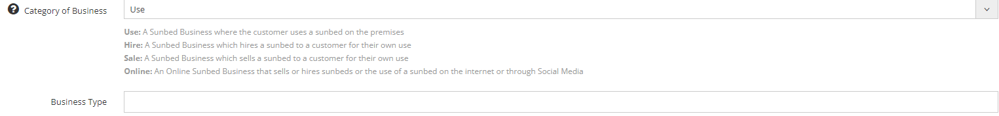 Category of Business
Use
Use: A Sunbed Business where the customer uses a sunbed on the premises
Hire: A Sunbed Business which hires a sunbed to a customer for their own use
Sale: A Sunbed Business which sells a sunbed to a customer for their own use
Online: An Online Sunbed Business that sells or hires sunbeds or the use of a sunbed on the internet or through Social Media
Business Type